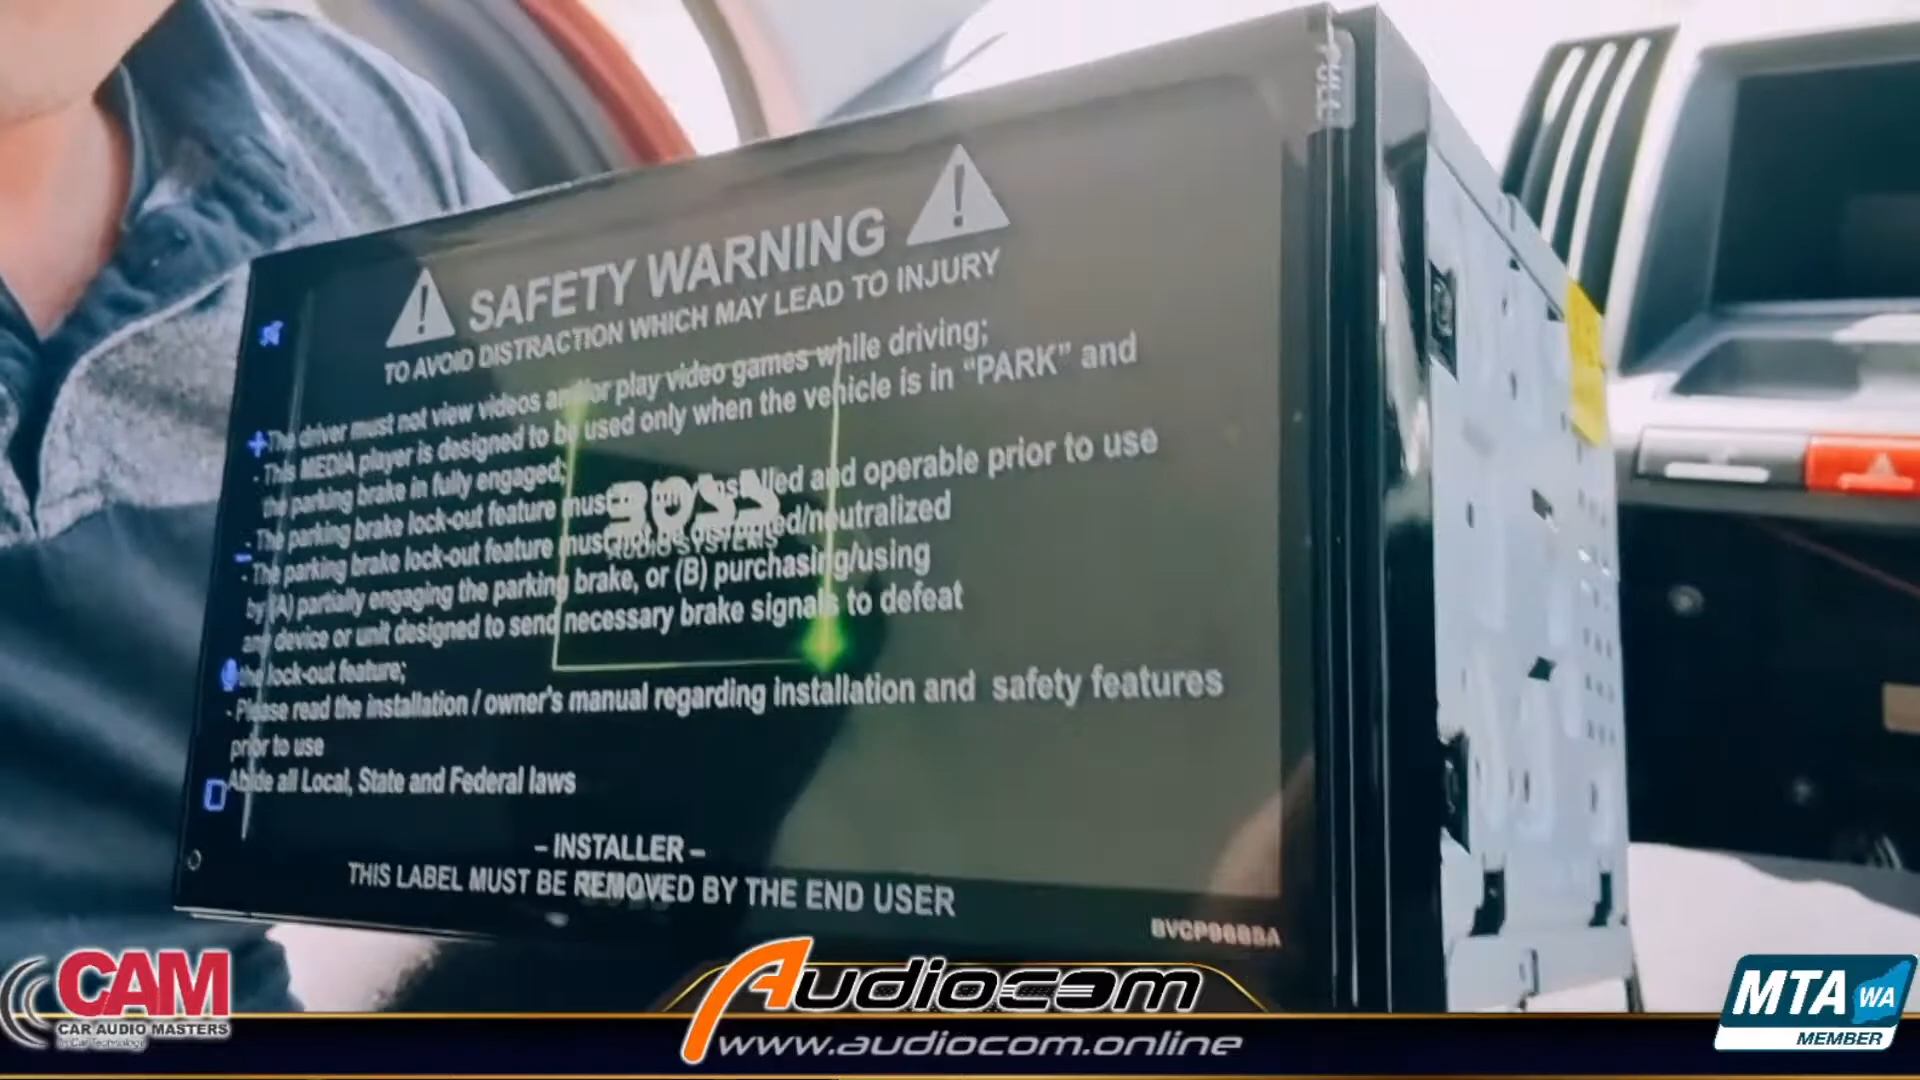 PULL
SAFETY WARNING
TO AVOID DISTRACTION WHICH MAY LEAD TO INJURY
- The driver must not view videos and/or play video games while driving;
- This MEDIA player is designed to be used only when the vehicle is in “PARK” and
the parking brake in fully engaged;
- The parking brake lock-out feature must be fully installed and operable prior to use
- The parking brake lock-out feature must not be disrupted/neutralized
by (A) partially engaging the parking brake, or (B) purchasing/using
any device or unit designed to send necessary brake signals to defeat
the lock-out feature;
- Please read the installation / owner's manual regarding installation and safety features
prior to use
Abide all Local, State and Federal laws
BOSS
AUDIO SYSTEMS
– INSTALLER –
THIS LABEL MUST BE REMOVED BY THE END USER
CAM
CAR AUDIO MASTERS
In Car Technology
Audiocom
www.audiocom.online
MTA WA
MEMBER